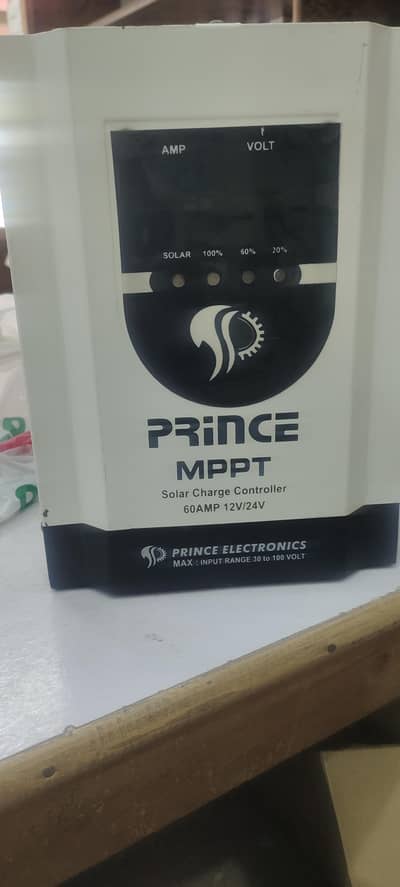 AMP VOLT
SOLAR 100% 60% 20%
PRINCE
MPPT
Solar Charge Controller
60AMP 12V/24V
PRINCE ELECTRONICS
MAX : INPUT RANGE 30 to 100 VOLT